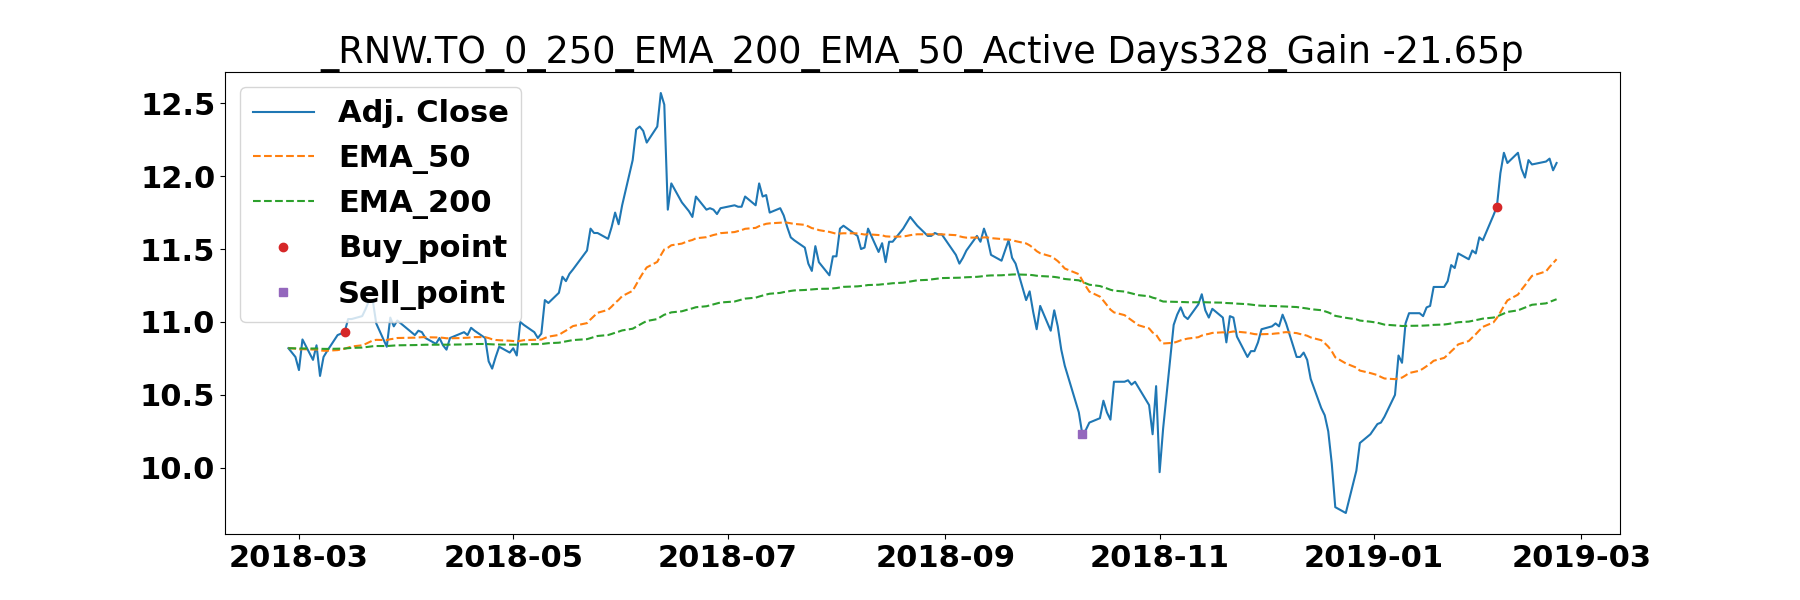 _RNW.TO_0_250_EMA_200_EMA_50_Active Days328_Gain -21.65p
12.5
12.0
11.5
11.0
10.5
10.0
Adj. Close
EMA_50
EMA_200
Buy_point
Sell_point
2018-03 2018-05 2018-07 2018-09 2018-11 2019-01 2019-03